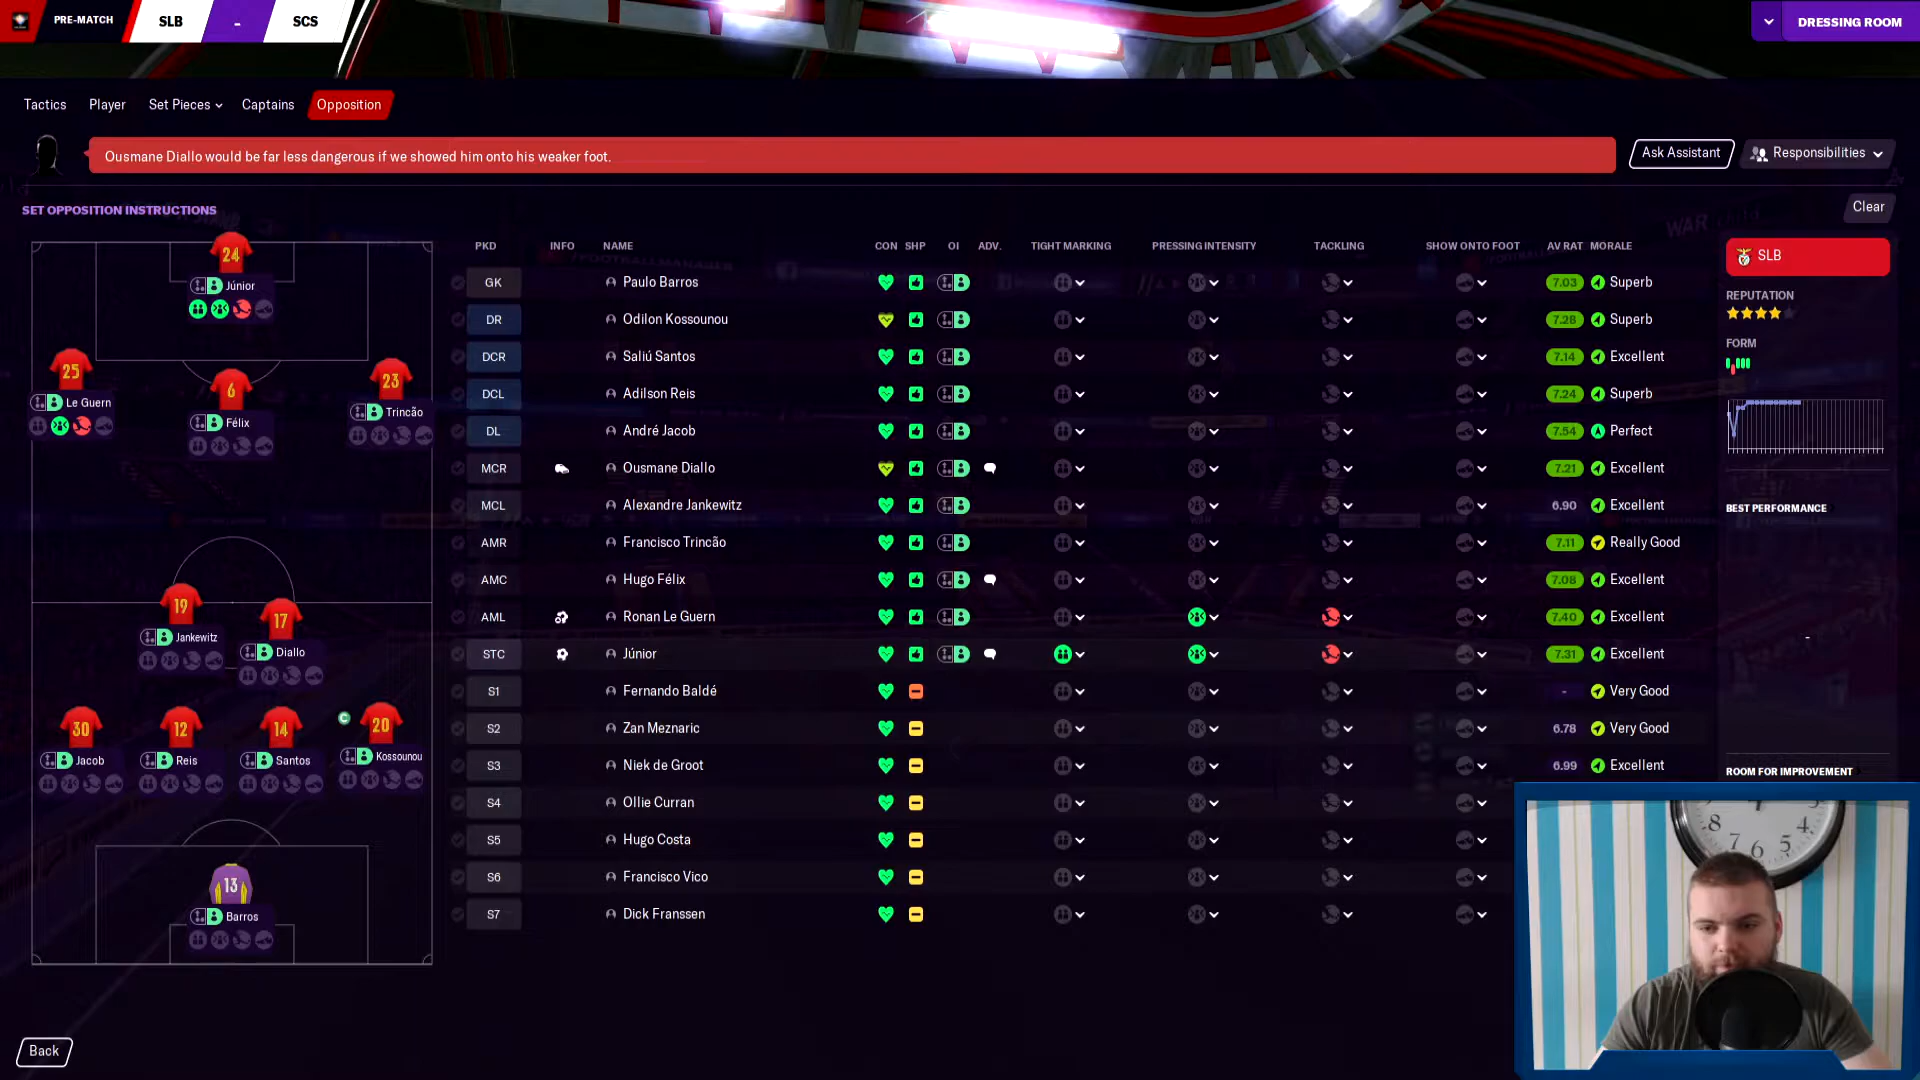 PRE-MATCH SLB - SCS DRESSING ROOM
Tactics Player Set Pieces Captains Opposition
Ousmane Diallo would be far less dangerous if we showed him onto his weaker foot. Ask Assistant Responsibilities
SET OPPOSITION INSTRUCTIONS Clear
24
Júnior
25
Le Guern
6
Félix
23
Trincão
19
Jankewitz
17
Diallo
30
Jacob
12
Reis
14
Santos
C 20
Kossounou
13
Barros
PKD INFO NAME CON SHP OI ADV. TIGHT MARKING PRESSING INTENSITY TACKLING SHOW ONTO FOOT AV RAT MORALE
GK Paulo Barros 7.03 Superb
DR Odilon Kossounou 7.28 Superb
DCR Saliú Santos 7.14 Excellent
DCL Adilson Reis 7.24 Superb
DL André Jacob 7.54 Perfect
MCR Ousmane Diallo 7.21 Excellent
MCL Alexandre Jankewitz 6.90 Excellent
AMR Francisco Trincão 7.11 Really Good
AMC Hugo Félix 7.08 Excellent
AML Ronan Le Guern 7.40 Excellent
STC Júnior 7.31 Excellent
S1 Fernando Baldé - Very Good
S2 Zan Meznaric 6.78 Very Good
S3 Niek de Groot 6.99 Excellent
S4 Ollie Curran
S5 Hugo Costa
S6 Francisco Vico
S7 Dick Franssen
SLB
REPUTATION
FORM
BEST PERFORMANCE
-
ROOM FOR IMPROVEMENT
8 7 6 5 4
Back